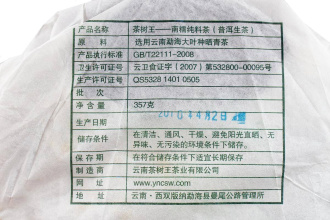 产品名称 茶树王——南糯纯料茶（普洱生茶）
原料 选用云南勐海大叶种晒青茶
产品执行标准 GB/T22111-2008
卫生许可证号 云卫食证字（2007）第532800-00095号
生产许可证号 QS5328 1401 0505
批次
净含量 357克
生产日期
储存条件 在清洁、通风、干燥、避免阳光直晒、无
异味、无污染的环境条件下储存。
保存期 在符合储存条件下适宜长期保存
制造商 云南茶树王茶业有限公司
网址 www.yncsw.com
地址 云南·西双版纳勐海县曼尾公路管理所